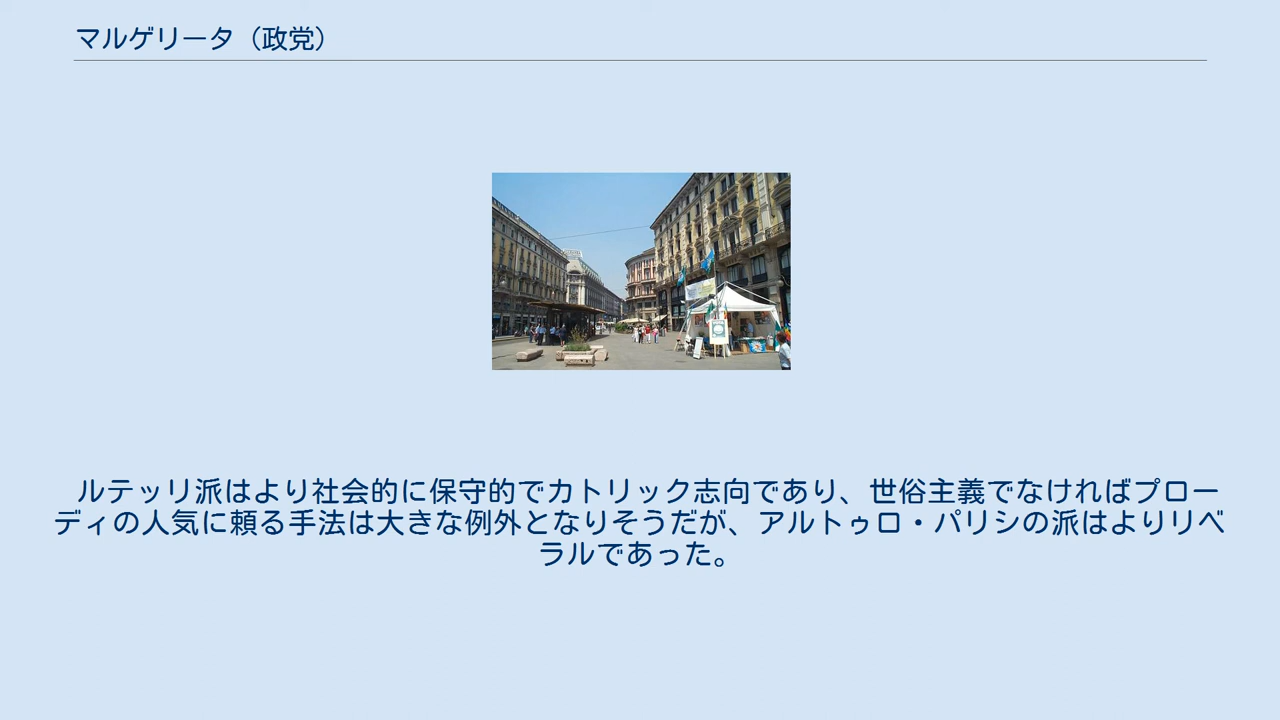 マルゲリータ（政党）
ルテッリ派はより社会的に保守的でカトリック志向であり、世俗主義でなければプロー
ディの人気に頼る手法は大きな例外となりそうだが、アルトゥロ・パリシの派はよりリベ
ラルであった。